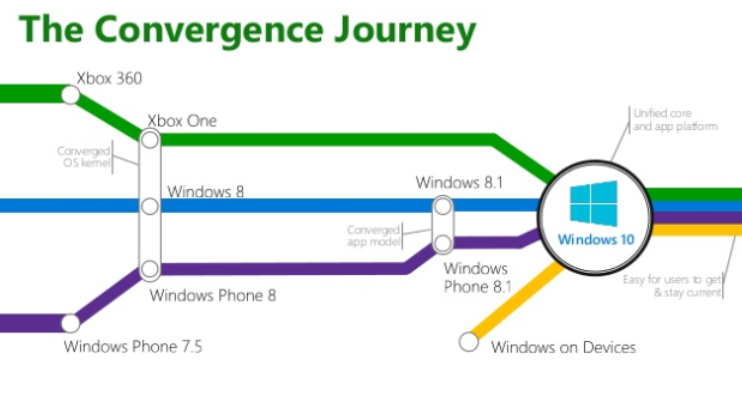 The Convergence Journey
Xbox 360
Xbox One
Converged
OS kernel
Windows 8
Windows 8.1
Unified core
and app platform
Converged
app model
Windows 10
Windows Phone 8
Windows
Phone 8.1
Easy for users to get
& stay current
Windows Phone 7.5
Windows on Devices